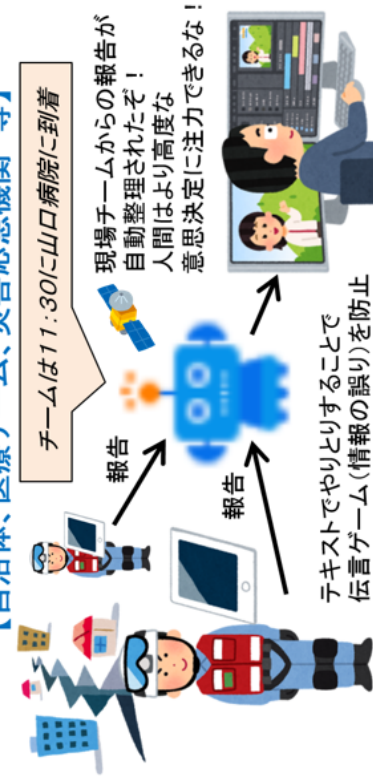 【自治体、医療チーム、災害応急機関 等】
チームは11:30に山口病院に到着
報告
報告
現場チームからの報告が
自動整理されたぞ！
人間はより高度な
意思決定に注力できるな！
テキストでやりとりすることで
伝言ゲーム(情報の誤り)を防止